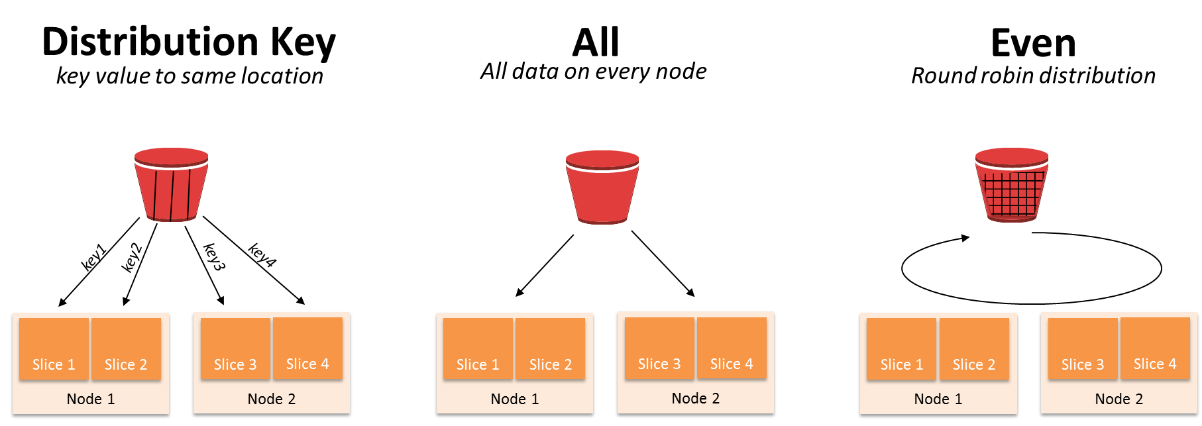 Distribution Key
key value to same location
key1
key2
key3
key4
Slice 1
Slice 2
Node 1
Slice 3
Slice 4
Node 2
All
All data on every node
Slice 1
Slice 2
Node 1
Slice 3
Slice 4
Node 2
Even
Round robin distribution
Slice 1
Slice 2
Node 1
Slice 3
Slice 4
Node 2